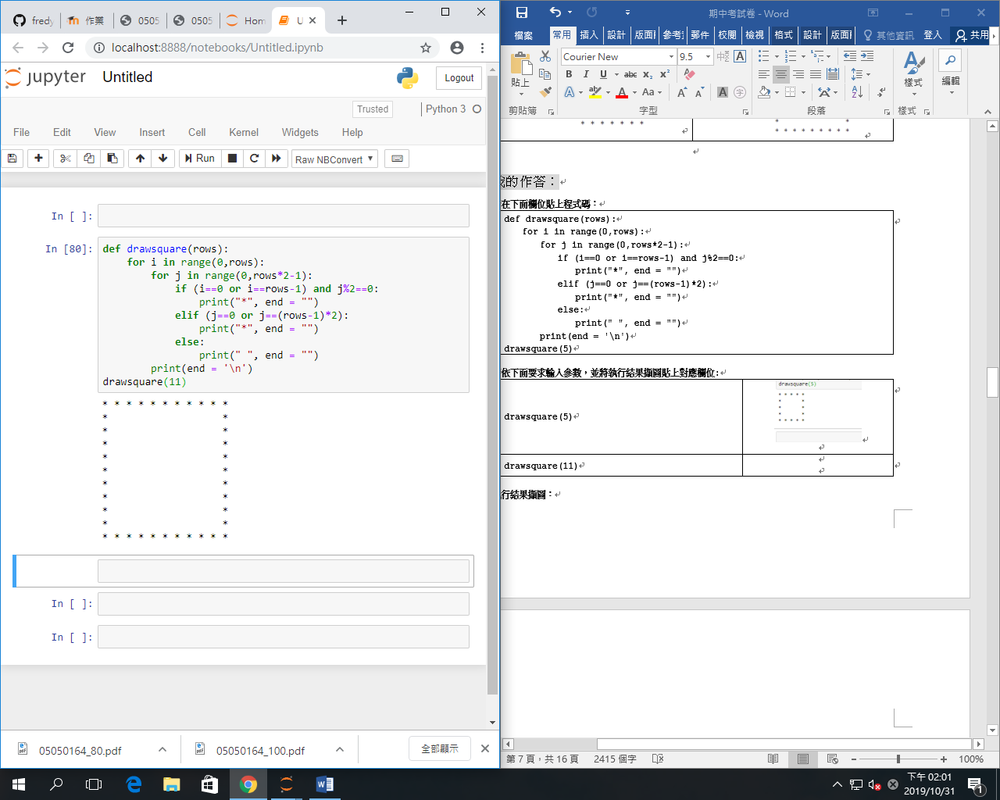 fredy
作業
0505
0505
Hom
U
localhost:8888/notebooks/Untitled.ipynb
jupyter
Untitled
Logout
Trusted
Python 3
File Edit View Insert Cell Kernel Widgets Help
Run
Raw NBConvert
In [ ]:
In [80]:
def drawsquare(rows):
    for i in range(0,rows):
        for j in range(0,rows*2-1):
            if (i==0 or i==rows-1) and j%2==0:
                print("*", end = "")
            elif (j==0 or j==(rows-1)*2):
                print("*", end = "")
            else:
                print(" ", end = "")
        print(end = '\n')
drawsquare(11)
* * * * * * * * * * *
*                   *
*                   *
*                   *
*                   *
*                   *
*                   *
*                   *
*                   *
*                   *
* * * * * * * * * * *
In [ ]:
In [ ]:
05050164_80.pdf
05050164_100.pdf
全部顯示
期中考試卷 - Word
檔案 常用 插入 設計 版面 參考 郵件 校閱 檢視 格式 設計 版面 其他資訊 登入 共用
Courier New
9.5
貼上
剪貼簿
字型
段落
樣式
樣式
編輯
* * * * * * *
* *
* * * * * * * * *
的作答：
在下面欄位貼上程式碼：
def drawsquare(rows):
    for i in range(0,rows):
        for j in range(0,rows*2-1):
            if (i==0 or i==rows-1) and j%2==0:
                print("*", end = "")
            elif (j==0 or j==(rows-1)*2):
                print("*", end = "")
            else:
                print(" ", end = "")
        print(end = '\n')
drawsquare(5)
依下面要求輸入參數，並將執行結果擷圖貼上對應欄位:
drawsquare(5)
drawsquare(5)
* * * * *
*       *
*       *
*       *
* * * * *
drawsquare(11)
行結果擷圖：
第 7 頁，共 16 頁
2415 個字
100%
下午 02:01
2019/10/31
1